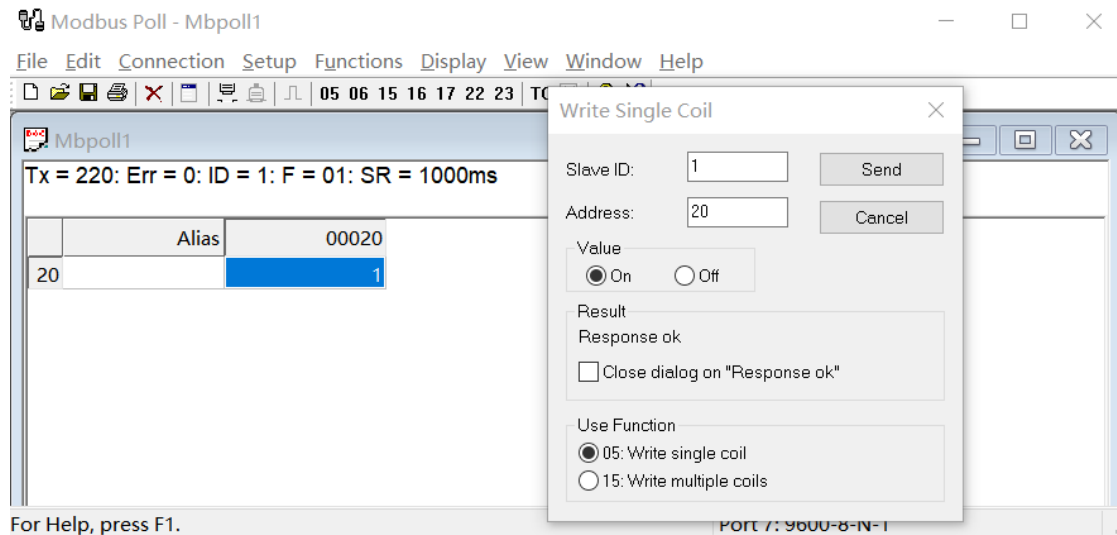 Modbus Poll - Mbpoll1
File Edit Connection Setup Functions Display View Window Help
05 06 15 16 17 22 23
Mbpoll1
Tx = 220: Err = 0: ID = 1: F = 01: SR = 1000ms
Alias 00020
20 1
Write Single Coil
Slave ID: 1 Send
Address: 20 Cancel
Value
On Off
Result
Response ok
Close dialog on "Response ok"
Use Function
05: Write single coil
15: Write multiple coils
For Help, press F1. Port 7: 9600-8-N-1